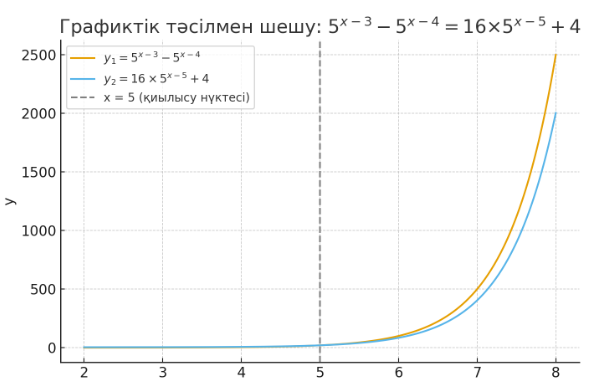 Графиктік тәсілмен шешу: 5^{x−3} − 5^{x−4} = 16×5^{x−5} + 4
y₁ = 5^{x−3} − 5^{x−4}
y₂ = 16 × 5^{x−5} + 4
x = 5 (қиылысу нүктесі)
y
2500
2000
1500
1000
500
0
2 3 4 5 6 7 8